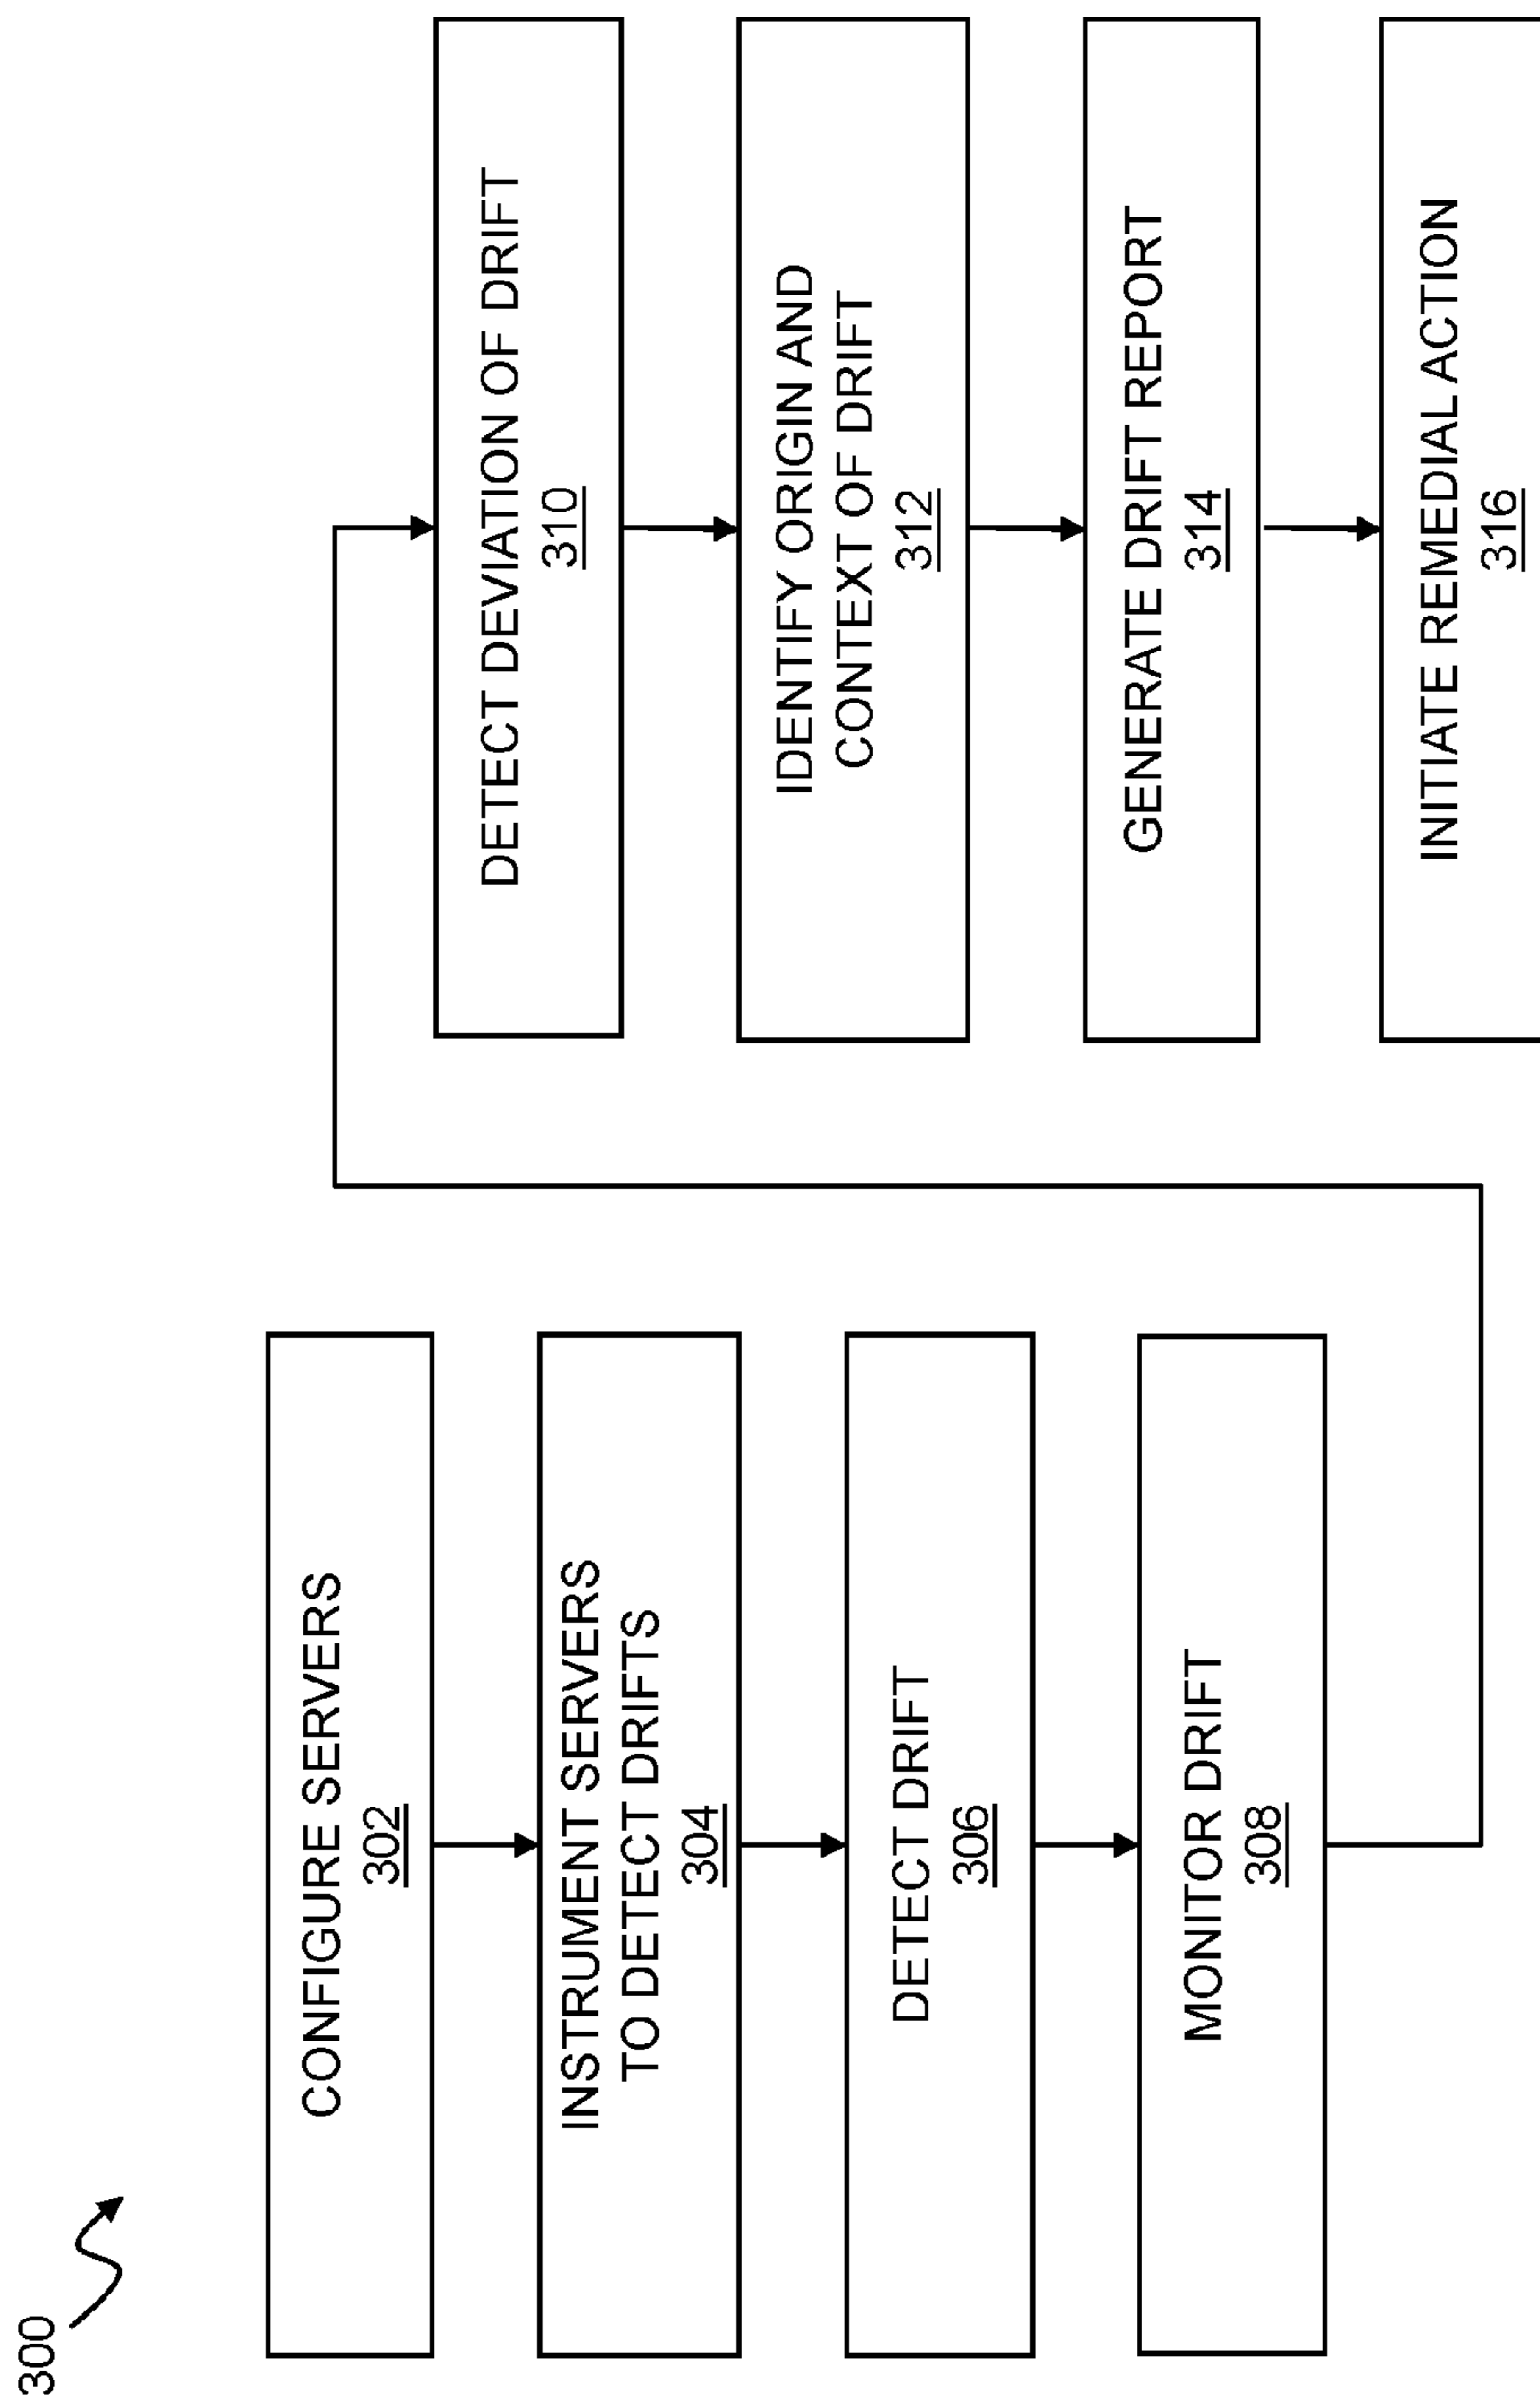 300
CONFIGURE SERVERS
302
INSTRUMENT SERVERS
TO DETECT DRIFTS
304
DETECT DRIFT
306
MONITOR DRIFT
308
DETECT DEVIATION OF DRIFT
310
IDENTIFY ORIGIN AND
CONTEXT OF DRIFT
312
GENERATE DRIFT REPORT
314
INITIATE REMEDIAL ACTION
316